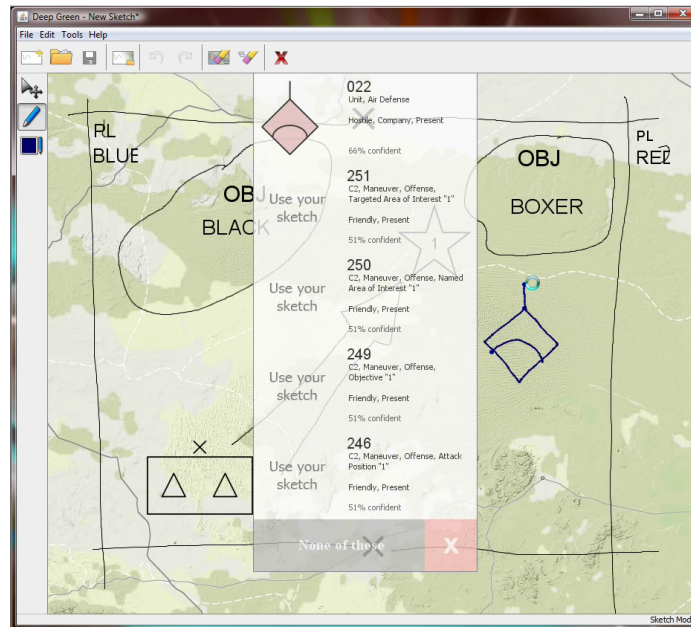 Deep Green - New Sketch*
File Edit Tools Help
PL
BLUE
OBJ
BLACK
022
Unit, Air Defense
Hostile, Company, Present
66% confident
Use your
sketch
251
C2, Maneuver, Offense,
Targeted Area of Interest "1"
Friendly, Present
51% confident
Use your
sketch
250
C2, Maneuver, Offense, Named
Area of Interest "1"
Friendly, Present
51% confident
Use your
sketch
249
C2, Maneuver, Offense,
Objective "1"
Friendly, Present
51% confident
Use your
sketch
246
C2, Maneuver, Offense, Attack
Position "1"
Friendly, Present
51% confident
None of these
X
1
OBJ
BOXER
PL
RED
Sketch Mod